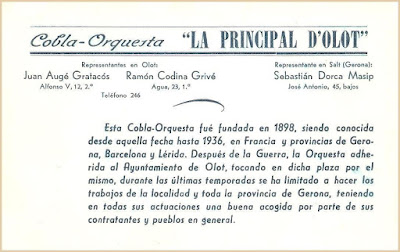 Cobla-Orquesta "LA PRINCIPAL D'OLOT"
Representantes en Olot:
Juan Augé Gratacós
Alfonso V, 12, 2.°
Ramón Codina Grivé
Agua, 23, 1.°
Teléfono 246
Representante en Salt (Gerona):
Sebastián Dorca Masip
José Antonio, 45, bajos
Esta Cobla-Orquesta fué fundada en 1898, siendo conocida
desde aquella fecha hasta 1936, en Francia y provincias de Gero-
na, Barcelona y Lérida. Después de la Guerra, la Orquesta adhe-
rida al Ayuntamiento de Olot, tocando en dicha plaza por el
mismo, durante las últimas temporadas se ha limitado a hacer los
trabajos de la localidad y toda la provincia de Gerona, teniendo
en todas sus actuaciones una buena acogida por parte de sus
contratantes y pueblos en general.